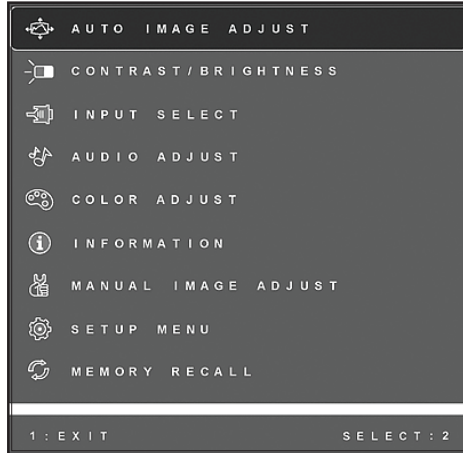 AUTO IMAGE ADJUST
CONTRAST/BRIGHTNESS
INPUT SELECT
AUDIO ADJUST
COLOR ADJUST
INFORMATION
MANUAL IMAGE ADJUST
SETUP MENU
MEMORY RECALL
1:EXIT SELECT:2